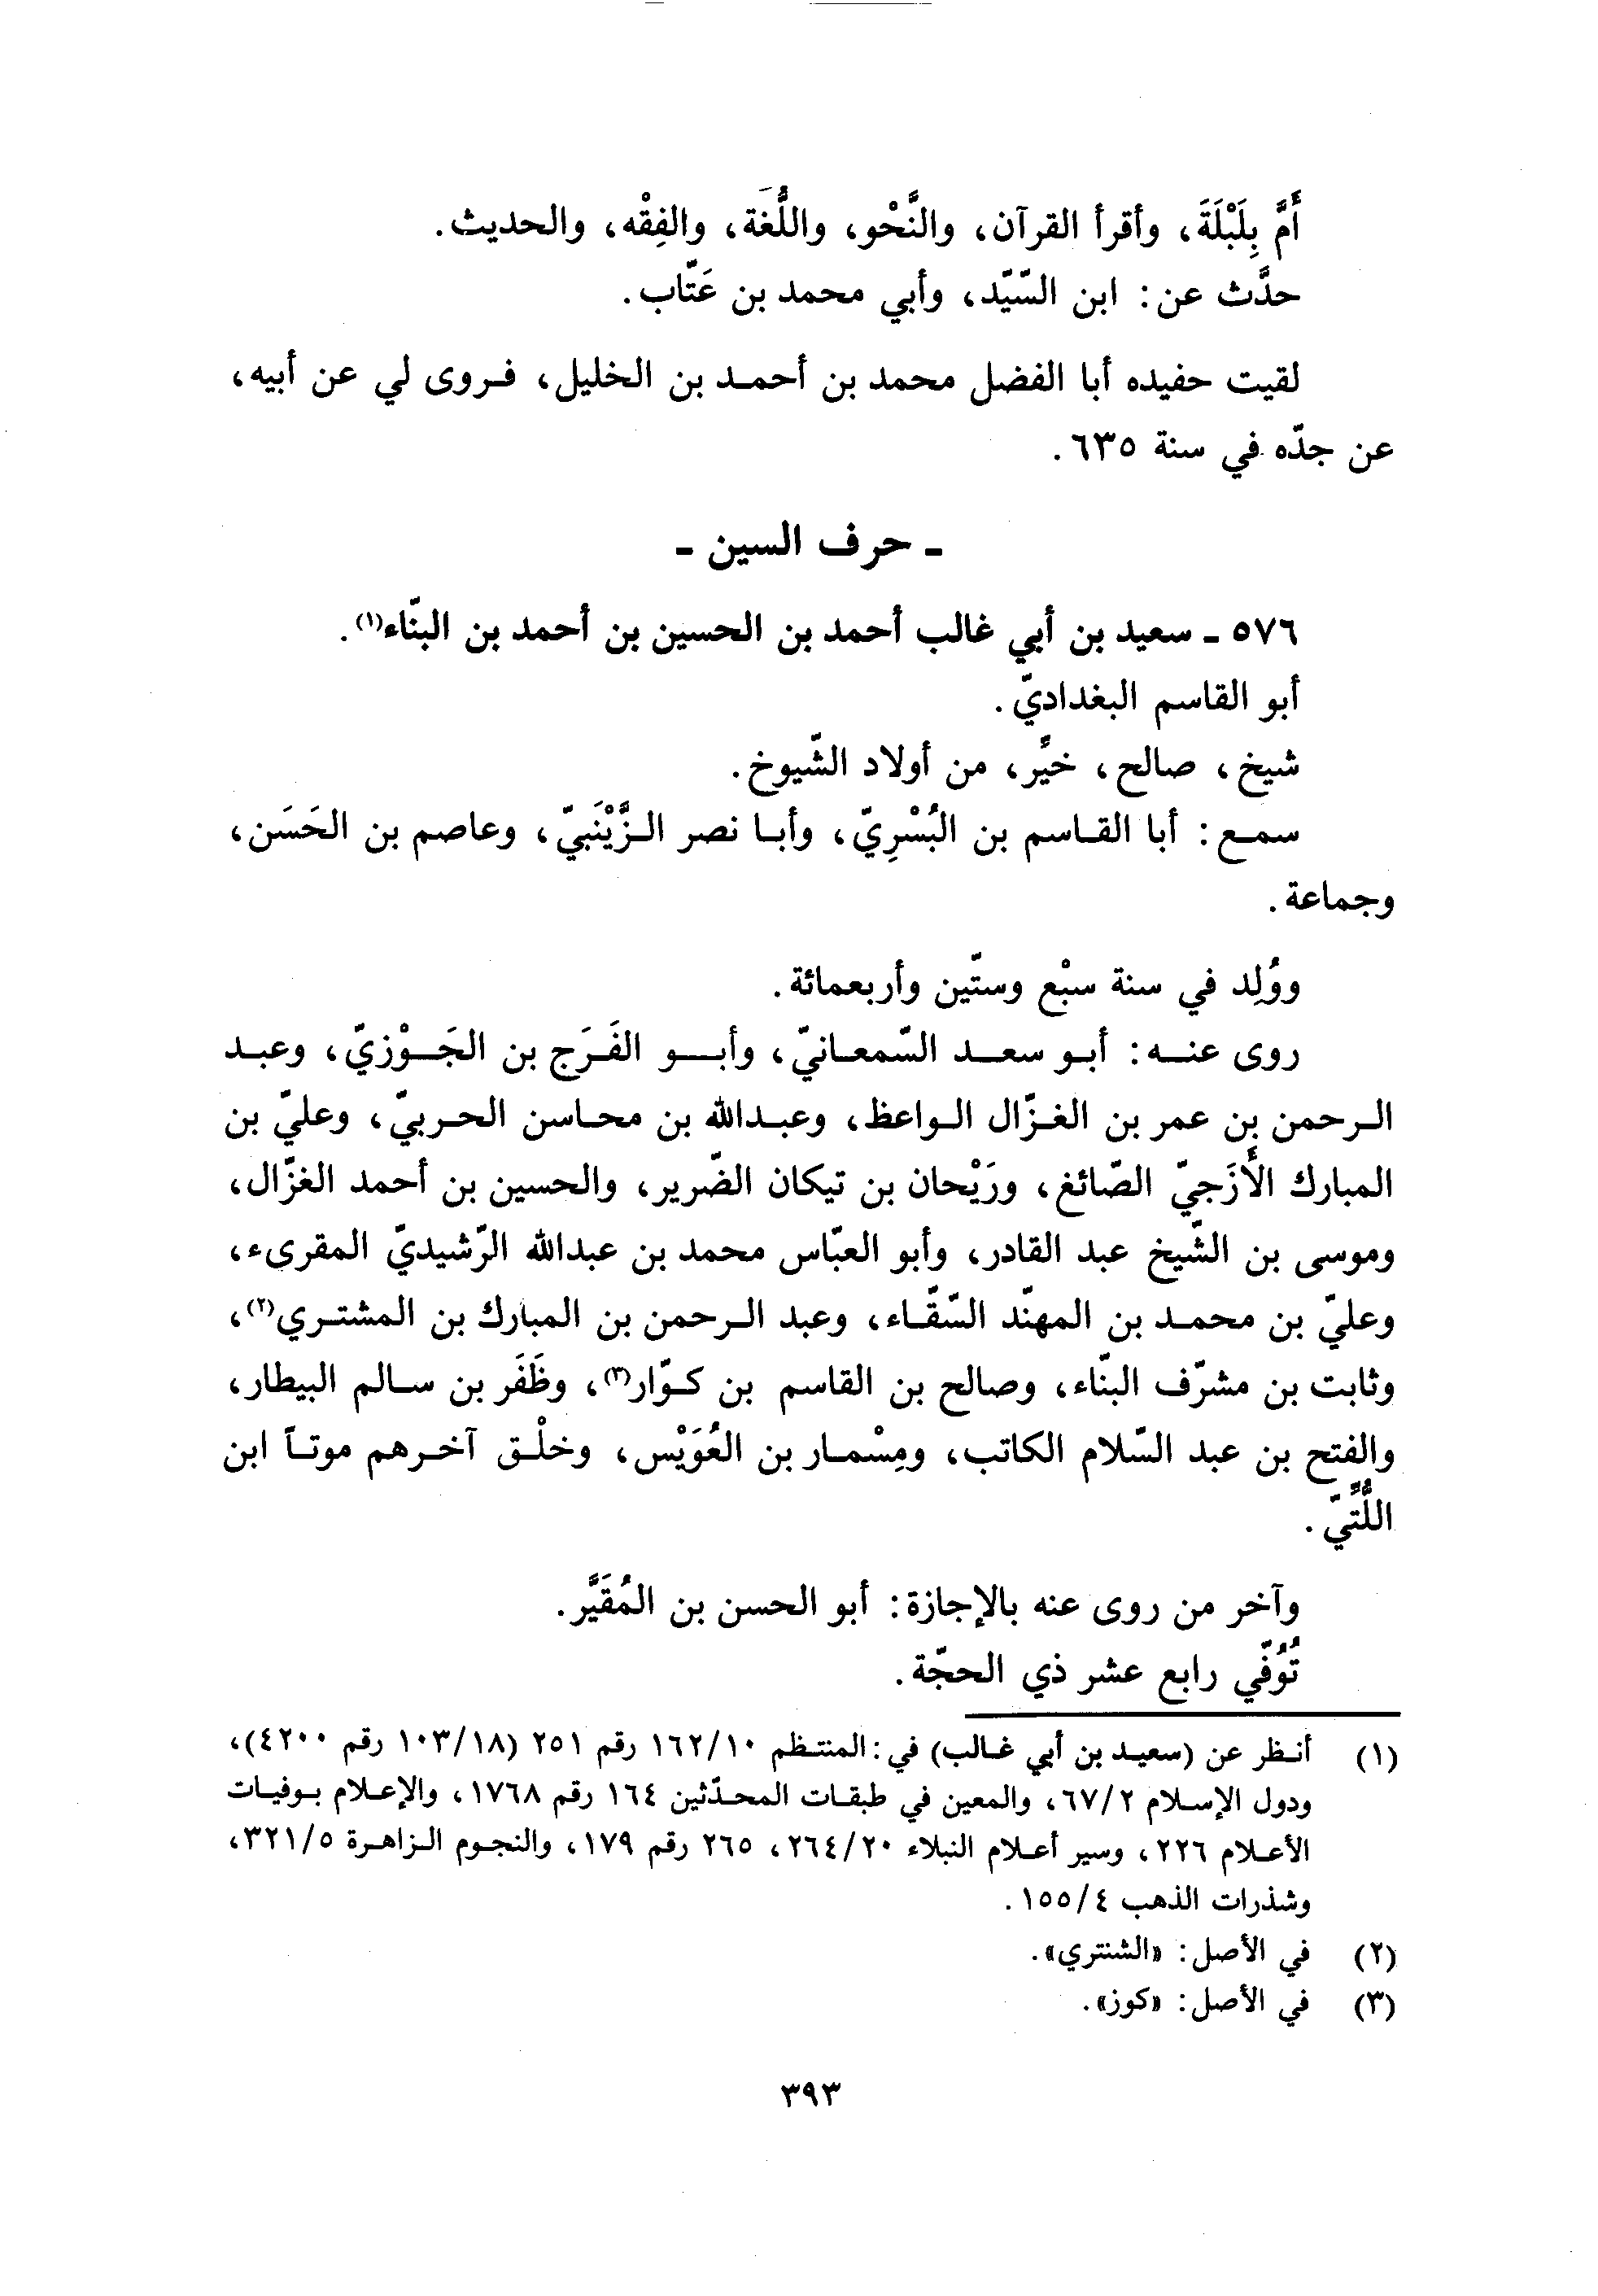 أَمَّ بِلَبْلَةَ، وأقرأ القرآن، والنَّحْو، واللُّغة، والفِقْه، والحديث.
حدَّث عن: ابن السّيّد، وأبي محمد بن عَتّاب.
لقيت حفيده أبا الفضل محمد بن أحمد بن الخليل، فروى لي عن أبيه،
عن جدّه في سنة ٦٣٥.
ـ حرف السين ـ
٥٧٦ ـ سعيد بن أبي غالب أحمد بن الحسين بن أحمد بن البنّاء(١).
أبو القاسم البغداديّ.
شيخ، صالح، خيِّر، من أولاد الشّيوخ.
سمع: أبا القاسم بن البُسْرِيّ، وأبا نصر الزَّيْنَبيّ، وعاصم بن الحَسَن،
وجماعة.
ووُلِد في سنة سبْع وستّين وأربعمائة.
روى عنه: أبو سعد السّمعانيّ، وأبو الفَرَج بن الجَوْزيّ، وعبد
الرحمن بن عمر بن الغزّال الواعظ، وعبدالله بن محاسن الحربيّ، وعليّ بن
المبارك الأَزَجيّ الصّائغ، ورَيْحان بن تيكان الضّرير، والحسين بن أحمد الغزّال،
وموسى بن الشّيخ عبد القادر، وأبو العبّاس محمد بن عبدالله الرّشيديّ المقرىء،
وعليّ بن محمد بن المهنّد السّقّاء، وعبد الرحمن بن المبارك بن المشتري(٢)،
وثابت بن مشرّف البنّاء، وصالح بن القاسم بن كوّار(٣)، وظَفَر بن سالم البيطار،
والفتح بن عبد السّلام الكاتب، ومِسْمار بن العُوَيْس، وخلْق آخرهم موتاً ابن
اللُّتِّيّ.
وآخر من روى عنه بالإجازة: أبو الحسن بن المُقَيَّر.
تُوُفّي رابع عشر ذي الحجّة.
(١) أنظر عن (سعيد بن أبي غالب) في: المنتظم ١٦٢/١٠ رقم ٢٥١ (١٠٣/١٨ رقم ٤٢٠٠)،
ودول الإسلام ٦٧/٢، والمعين في طبقات المحدّثين ١٦٤ رقم ١٧٦٨، والإعلام بوفيات
الأعلام ٢٢٦، وسير أعلام النبلاء ٢٦٤/٢٠، ٢٦٥ رقم ١٧٩، والنجوم الزاهرة ٣٢١/٥،
وشذرات الذهب ١٥٥/٤.
(٢) في الأصل: «الشنتري».
(٣) في الأصل: «كوز».
٣٩٣